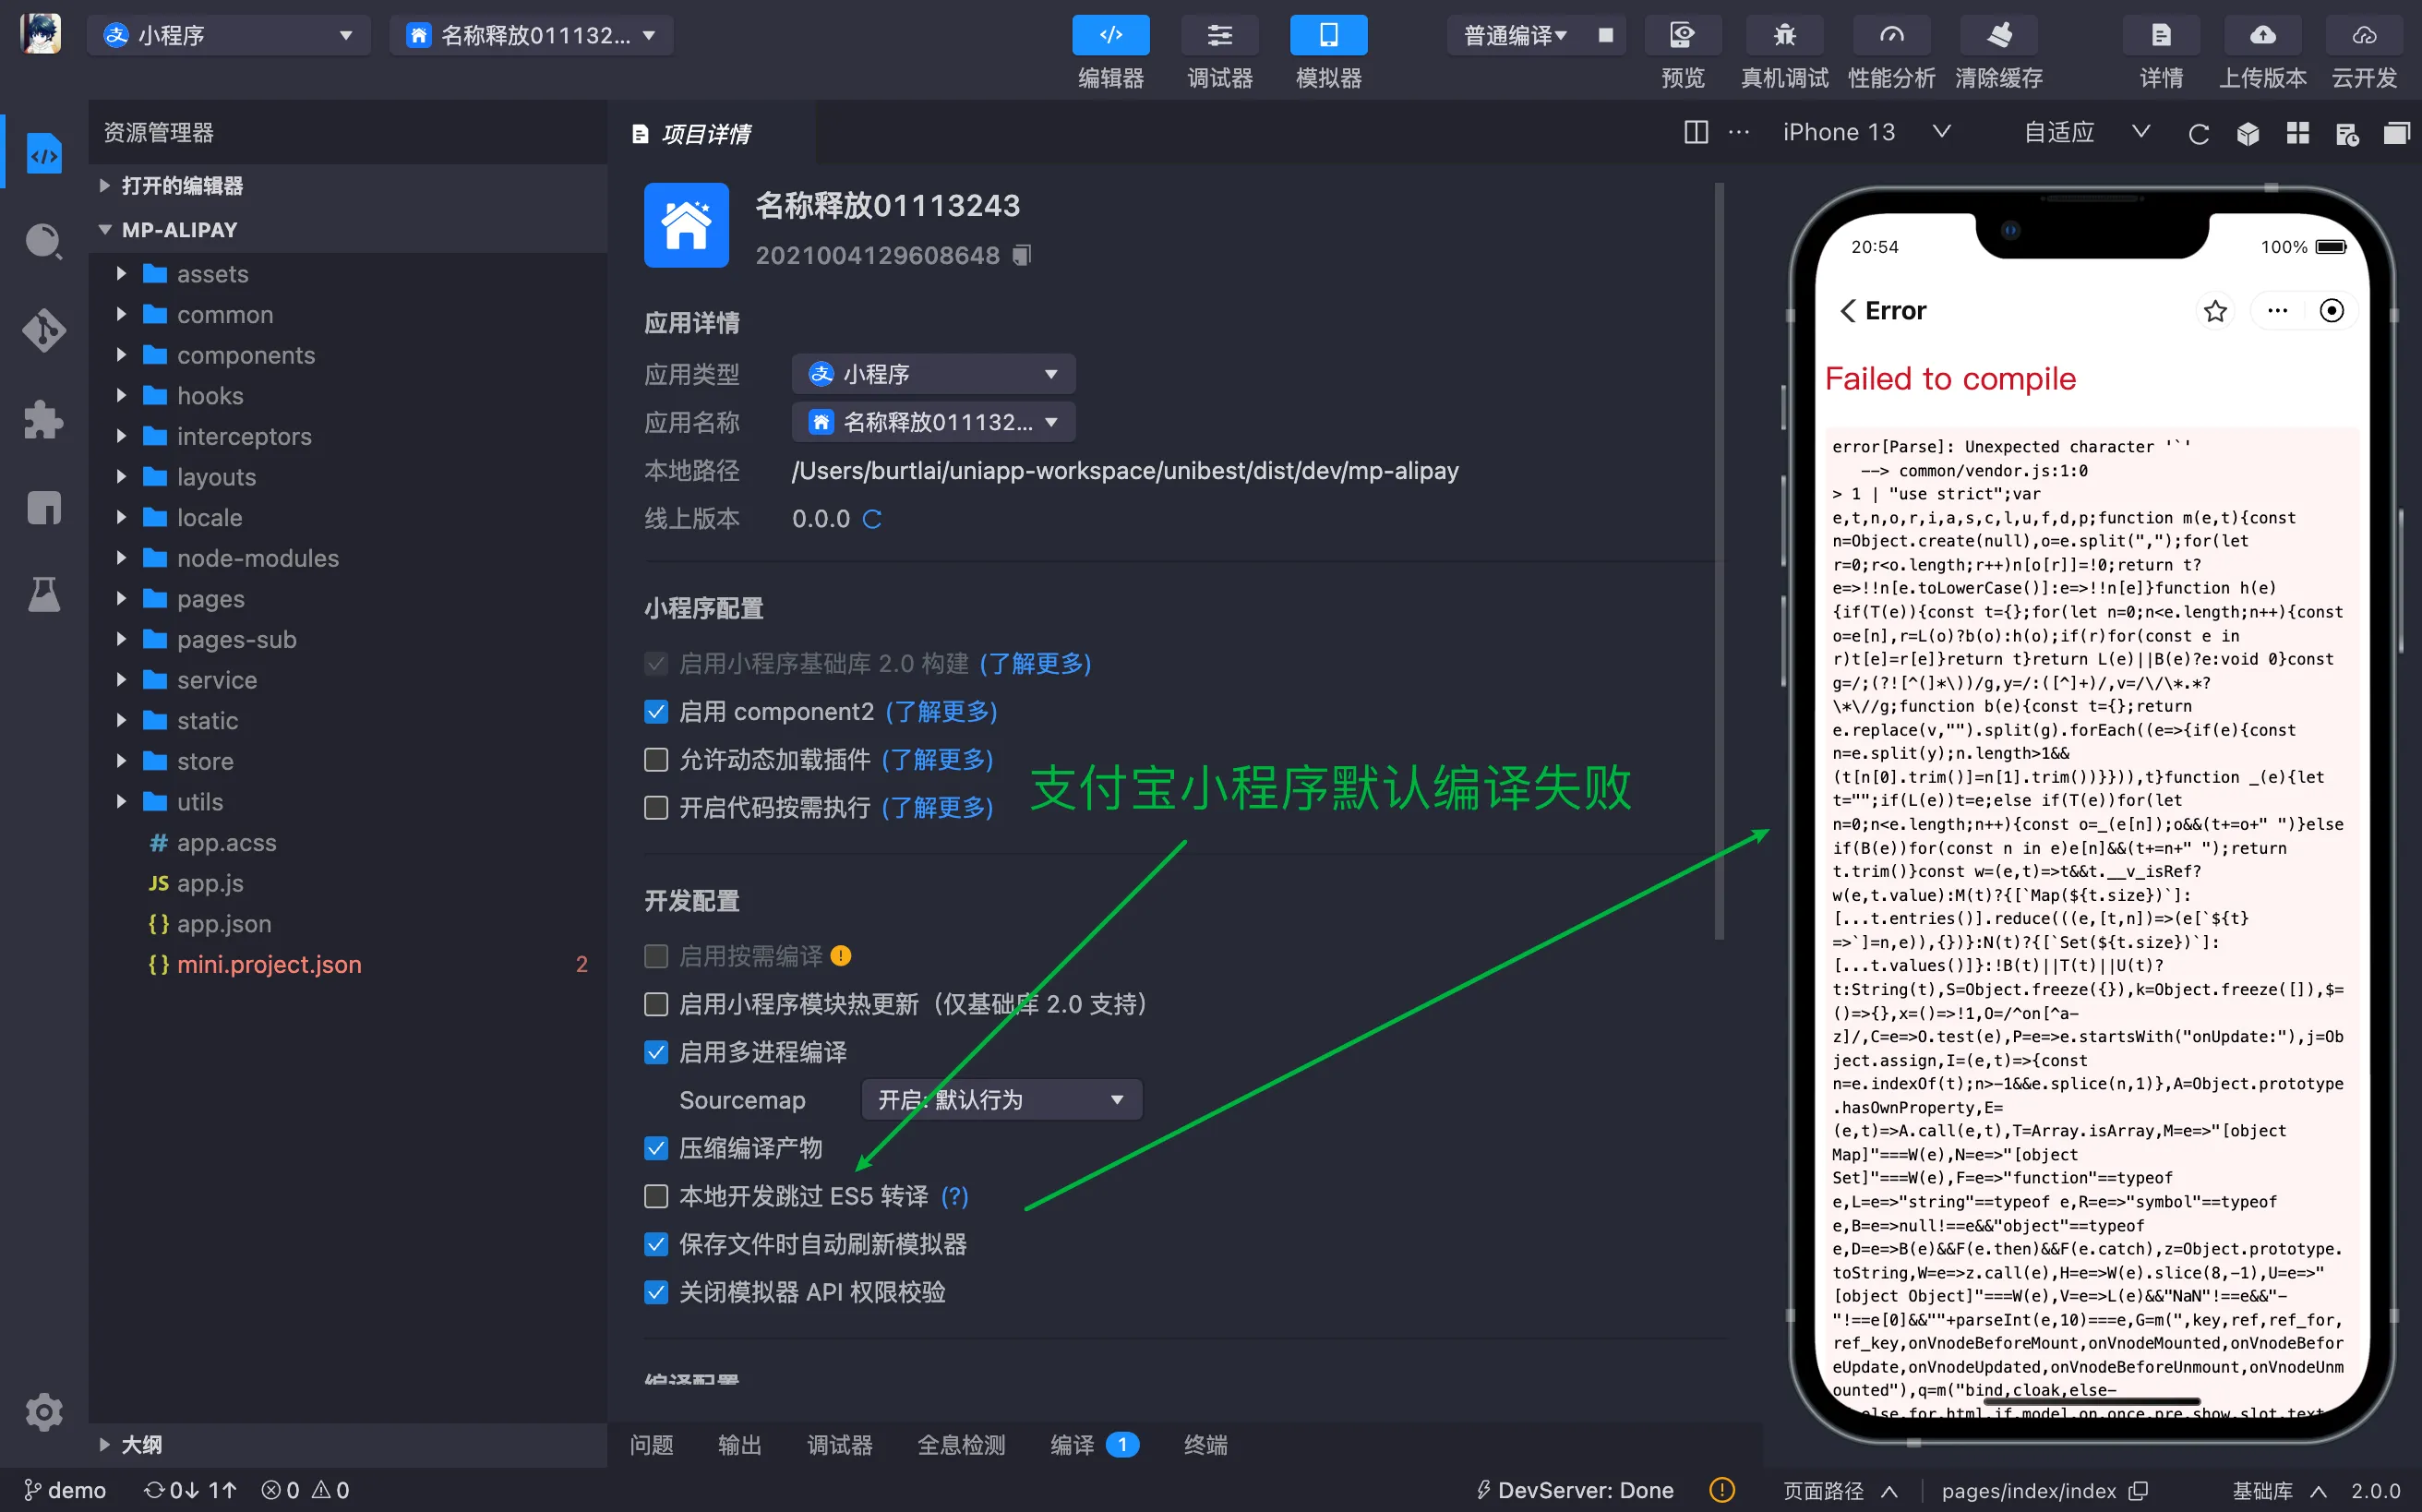 小程序
名称释放011132...
编辑器
调试器
模拟器
普通编译
预览
真机调试
性能分析
清除缓存
详情
上传版本
云开发
资源管理器
打开的编辑器
MP-ALIPAY
assets
common
components
hooks
interceptors
layouts
locale
node-modules
pages
pages-sub
service
static
store
utils
# app.acss
JS app.js
{} app.json
{} mini.project.json 2
大纲
项目详情
名称释放01113243
2021004129608648
应用详情
应用类型 支 小程序
应用名称 名称释放011132...
本地路径 /Users/burtlai/uniapp-workspace/unibest/dist/dev/mp-alipay
线上版本 0.0.0
小程序配置
启用小程序基础库 2.0 构建 (了解更多)
启用 component2 (了解更多)
允许动态加载插件 (了解更多)
开启代码按需执行 (了解更多)
支付宝小程序默认编译失败
开发配置
启用按需编译
启用小程序模块热更新（仅基础库 2.0 支持）
启用多进程编译
Sourcemap 开启: 默认行为
压缩编译产物
本地开发跳过 ES5 转译 (?)
保存文件时自动刷新模拟器
关闭模拟器 API 权限校验
编译配置
问题 输出 调试器 全息检测 编译 1 终端
iPhone 13
自适应
20:54
100%
Error
Failed to compile
error[Parse]: Unexpected character '`'
--> common/vendor.js:1:0
> 1 | "use strict";var
e,t,n,o,r,i,a,s,c,l,u,f,d,p;function m(e,t){const
n=Object.create(null),o=e.split(",");for(let
r=0;r<o.length;r++)n[o[r]]=!0;return t?
e=>!!n[e.toLowerCase()]:e=>!!n[e]}function h(e)
{if(T(e)){const t={};for(let n=0;n<e.length;n++){const
o=e[n],r=L(o)?b(o):h(o);if(r)for(const e in
r)t[e]=r[e]}return t}return L(e)||B(e)?e:void 0}const
g=/;(?![^(]*\))/g,y=/:([^]+)/,v=/\/\*.*?
\*\//g;function b(e){const t={};return
e.replace(v,"").split(g).forEach((e=>{if(e){const
n=e.split(y);n.length>1&&
(t[n[0].trim()]=n[1].trim())}})),t}function _(e){let
t="";if(L(e))t=e;else if(T(e))for(let
n=0;n<e.length;n++){const o=_(e[n]);o&&(t+=o+" ")}else
if(B(e))for(const n in e)e[n]&&(t+=n+" ");return
t.trim()}const w=(e,t)=>t&&t.__v_isRef?
w(e,t.value):M(t)?{[`Map(${t.size})`]:
[...t.entries()].reduce(((e,[t,n])=>(e[`${t}
=>`]=n,e)),{})}:N(t)?{[`Set(${t.size})`]:
[...t.values()]}:!B(t)||T(t)||U(t)?
t:String(t),S=Object.freeze({}),k=Object.freeze([]),$=
()=>{},x=()=>!1,O=/^on[^a-
z]/,C=e=>O.test(e),P=e=>e.startsWith("onUpdate:"),j=Ob
ject.assign,I=(e,t)=>{const
n=e.indexOf(t);n>-1&&e.splice(n,1)},A=Object.prototype
.hasOwnProperty,E=
(e,t)=>A.call(e,t),T=Array.isArray,M=e=>"[object
Map]"===W(e),N=e=>"[object
Set]"===W(e),F=e=>"function"==typeof
e,L=e=>"string"==typeof e,R=e=>"symbol"==typeof
e,B=e=>null!==e&&"object"==typeof
e,D=e=>B(e)&&F(e.then)&&F(e.catch),z=Object.prototype.
toString,W=e=>z.call(e),H=e=>W(e).slice(8,-1),U=e=>"
[object Object]"===W(e),V=e=>L(e)&&"NaN"!==e&&"-
"!==e[0]&&""+parseInt(e,10)===e,G=m(",key,ref,ref_for,
ref_key,onVnodeBeforeMount,onVnodeMounted,onVnodeBefor
eUpdate,onVnodeUpdated,onVnodeBeforeUnmount,onVnodeUnm
ounted"),q=m("bind,cloak,else-
else,for,html,if,model,on,once,pre,show,slot,text,
demo
0↓ 1↑
0
0
DevServer: Done
页面路径
pages/index/index
基础库
2.0.0